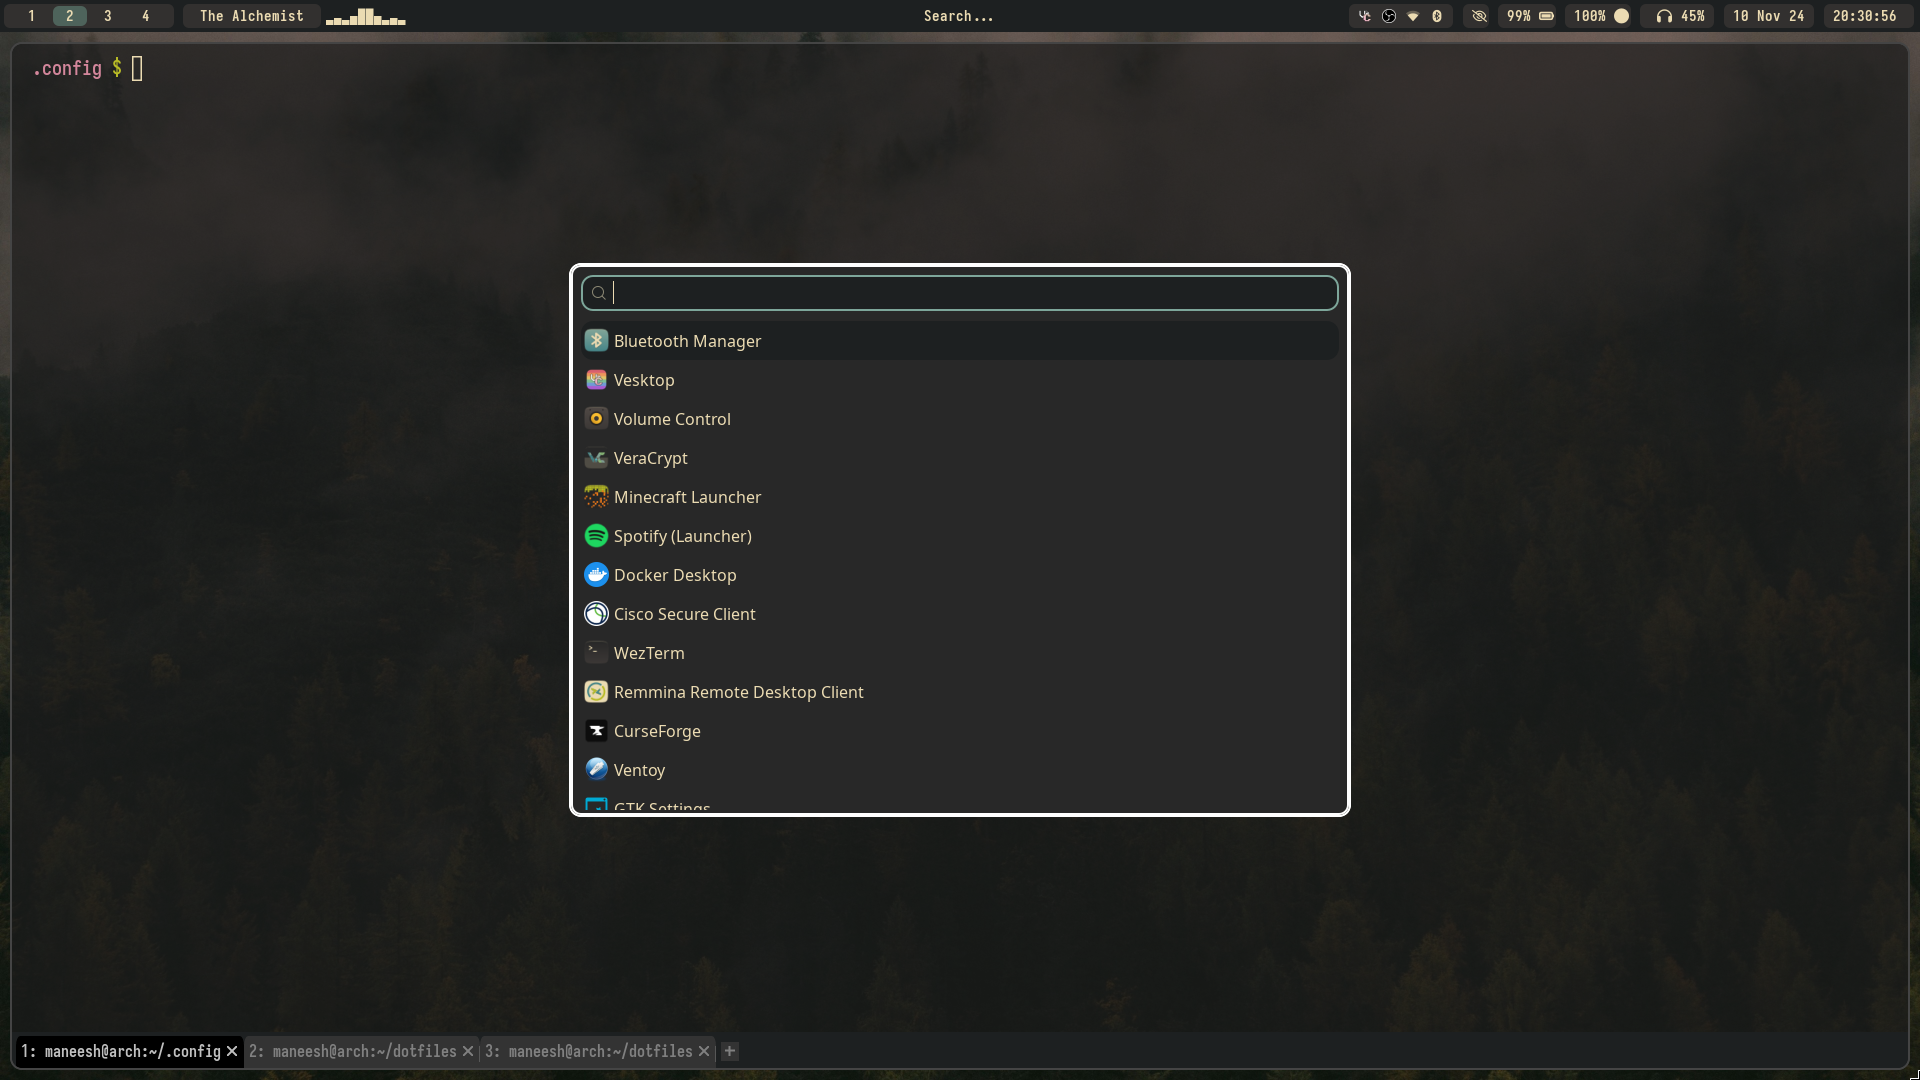 1 2 3 4 The Alchemist Search... 99% 100% 45% 10 Nov 24 20:30:56
.config $
Bluetooth Manager
Vesktop
Volume Control
VeraCrypt
Minecraft Launcher
Spotify (Launcher)
Docker Desktop
Cisco Secure Client
WezTerm
Remmina Remote Desktop Client
CurseForge
Ventoy
GTK Settings
1: maneesh@arch:~/.config 2: maneesh@arch:~/dotfiles 3: maneesh@arch:~/dotfiles +